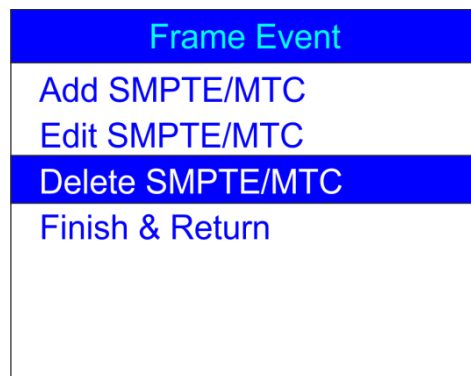 Frame Event
Add SMPTE/MTC
Edit SMPTE/MTC
Delete SMPTE/MTC
Finish & Return